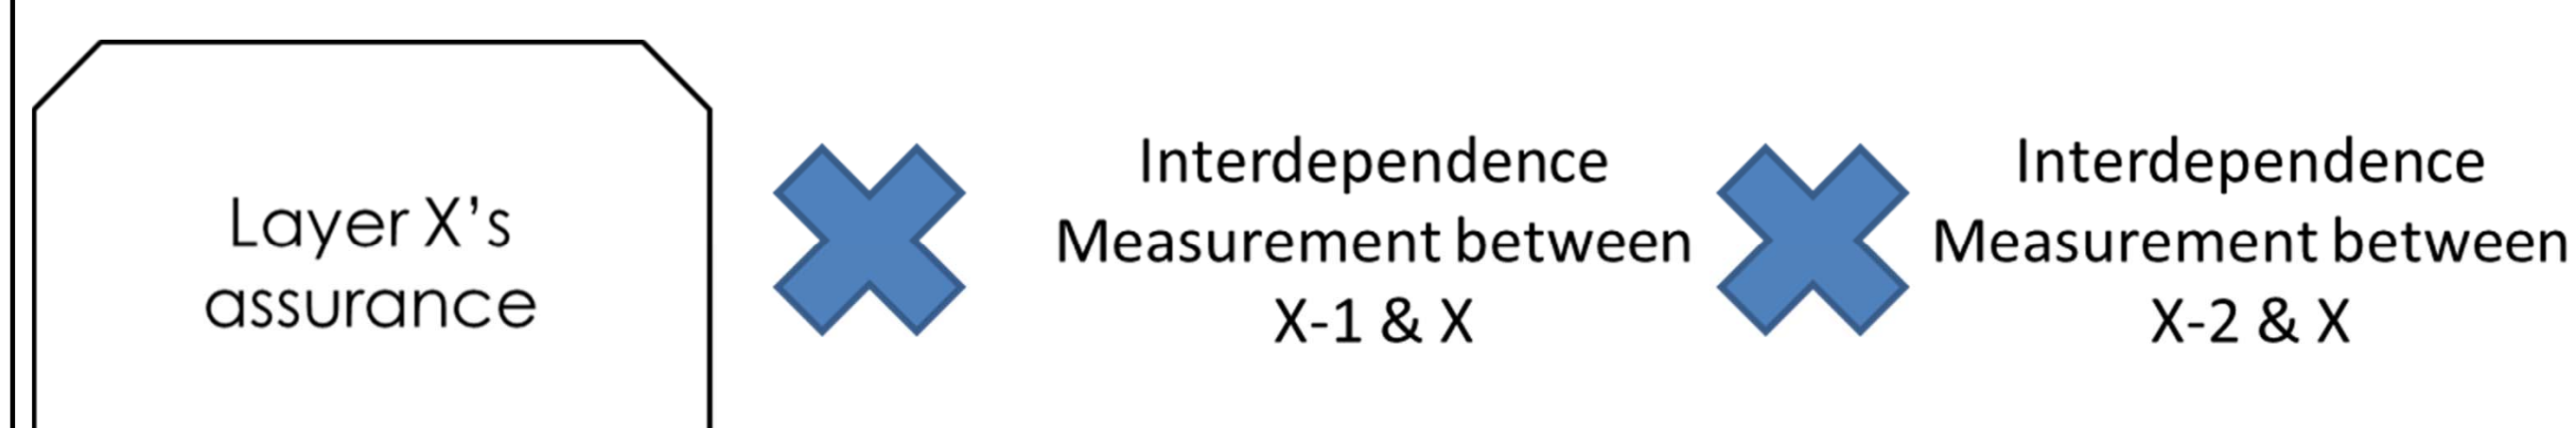 Layer X’s
assurance
Interdependence
Measurement between
X-1 & X
Interdependence
Measurement between
X-2 & X